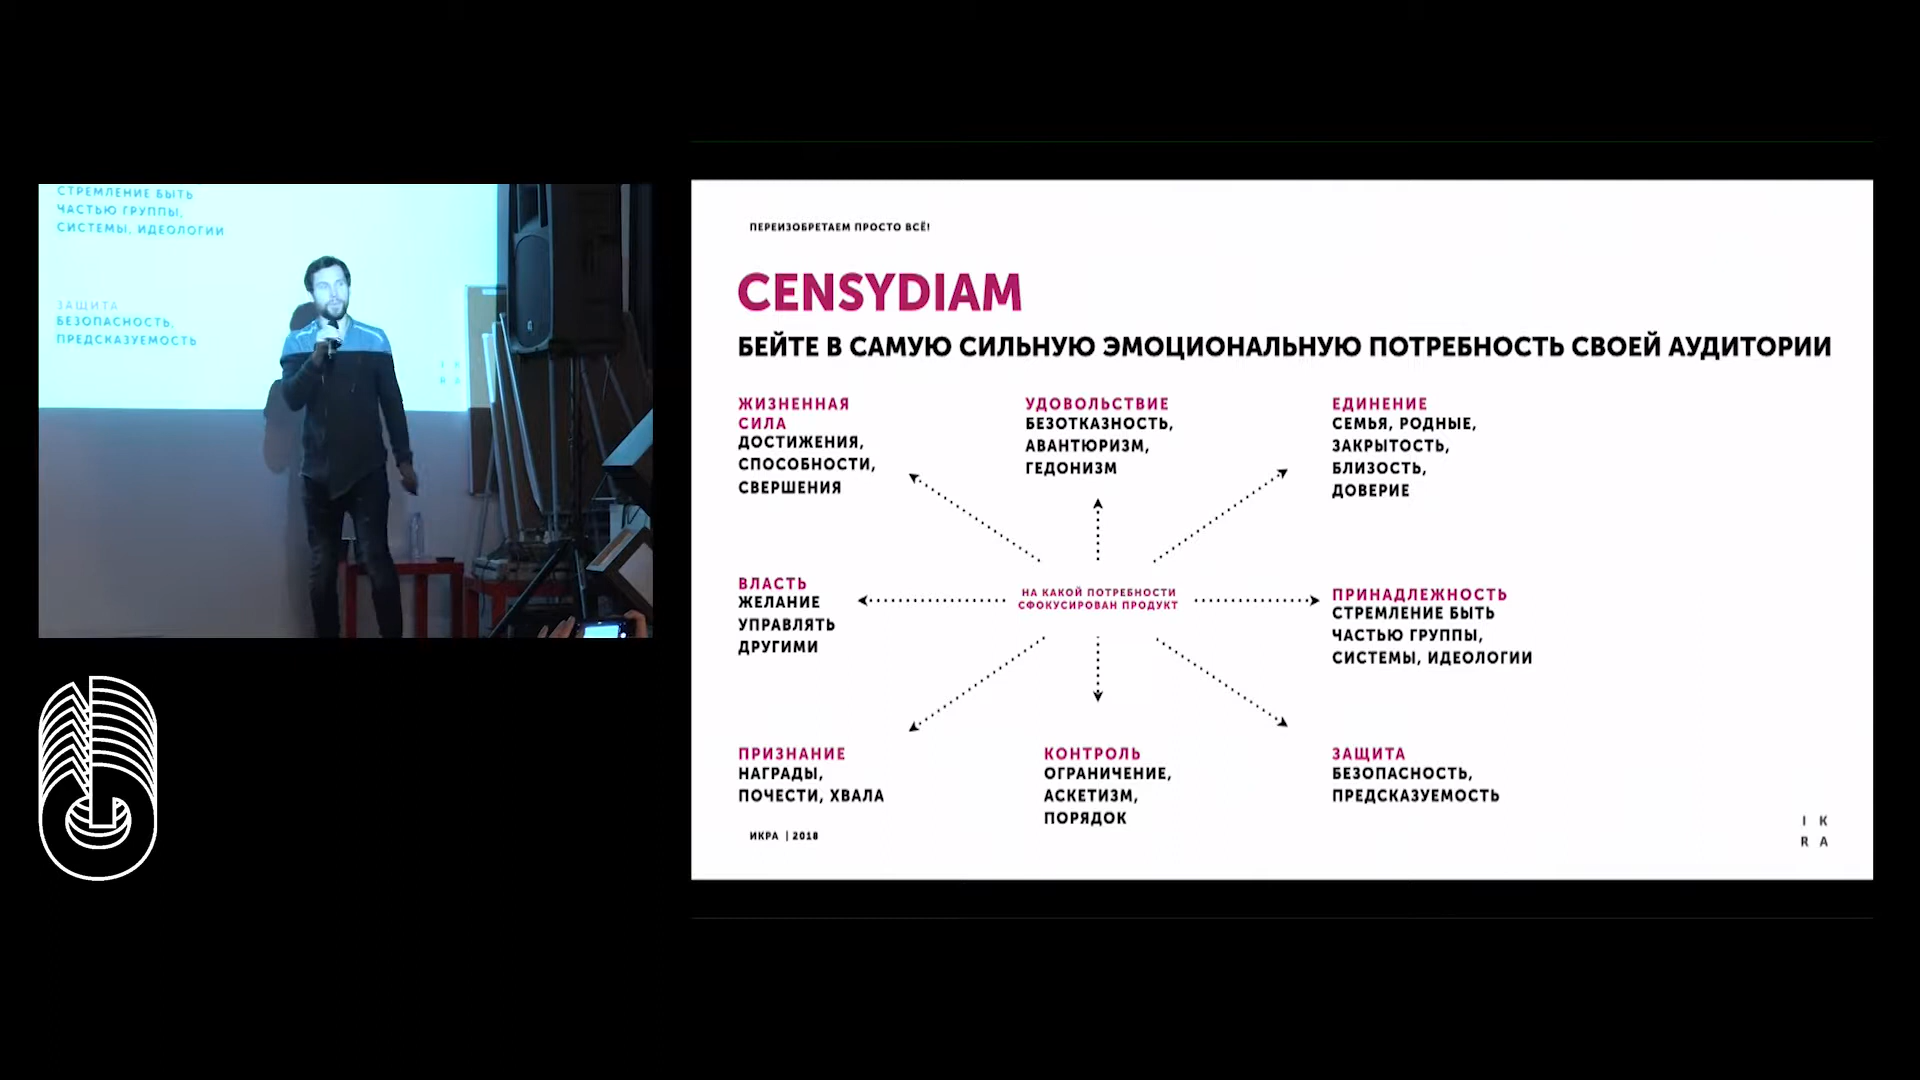 СТРЕМЛЕНИЕ БЫТЬ
ЧАСТЬЮ ГРУППЫ,
СИСТЕМЫ, ИДЕОЛОГИИ
ЗАЩИТА
БЕЗОПАСНОСТЬ,
ПРЕДСКАЗУЕМОСТЬ
I K
R A
ПЕРЕИЗОБРЕТАЕМ ПРОСТО ВСЁ!
CENSYDIAM
БЕЙТЕ В САМУЮ СИЛЬНУЮ ЭМОЦИОНАЛЬНУЮ ПОТРЕБНОСТЬ СВОЕЙ АУДИТОРИИ
ЖИЗНЕННАЯ
СИЛА
ДОСТИЖЕНИЯ,
СПОСОБНОСТИ,
СВЕРШЕНИЯ
УДОВОЛЬСТВИЕ
БЕЗОТКАЗНОСТЬ,
АВАНТЮРИЗМ,
ГЕДОНИЗМ
ЕДИНЕНИЕ
СЕМЬЯ, РОДНЫЕ,
ЗАКРЫТОСТЬ,
БЛИЗОСТЬ,
ДОВЕРИЕ
ВЛАСТЬ
ЖЕЛАНИЕ
УПРАВЛЯТЬ
ДРУГИМИ
НА КАКОЙ ПОТРЕБНОСТИ
СФОКУСИРОВАН ПРОДУКТ
ПРИНАДЛЕЖНОСТЬ
СТРЕМЛЕНИЕ БЫТЬ
ЧАСТЬЮ ГРУППЫ,
СИСТЕМЫ, ИДЕОЛОГИИ
ПРИЗНАНИЕ
НАГРАДЫ,
ПОЧЕСТИ, ХВАЛА
КОНТРОЛЬ
ОГРАНИЧЕНИЕ,
АСКЕТИЗМ,
ПОРЯДОК
ЗАЩИТА
БЕЗОПАСНОСТЬ,
ПРЕДСКАЗУЕМОСТЬ
ИКРА | 2018
I K
R A